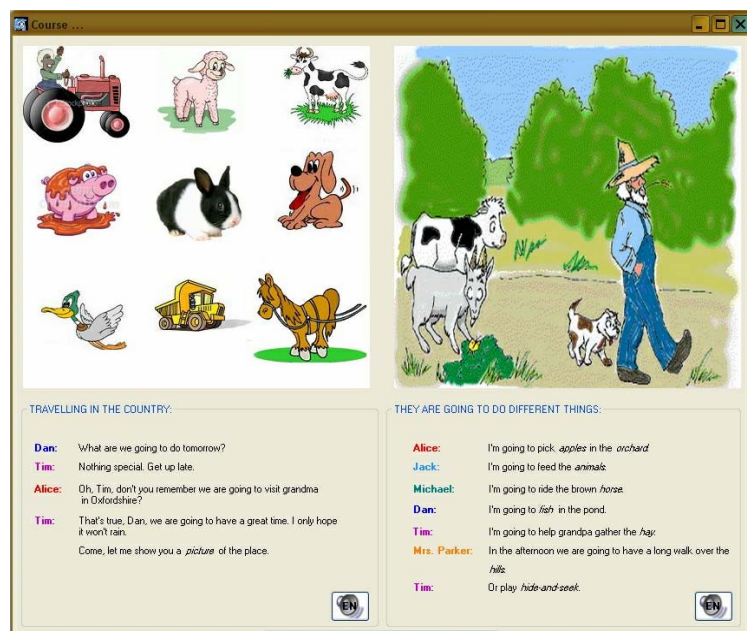 Course ...
TRAVELLING IN THE COUNTRY:
Dan: What are we going to do tomorrow?
Tim: Nothing special. Get up late.
Alice: Oh, Tim, don't you remember we are going to visit grandma
in Oxfordshire?
Tim: That's true, Dan, we are going to have a great time. I only hope
it won't rain.
Come, let me show you a picture of the place.
EN
THEY ARE GOING TO DO DIFFERENT THINGS:
Alice: I'm going to pick apples in the orchard.
Jack: I'm going to feed the animals.
Michael: I'm going to ride the brown horse.
Dan: I'm going to fish in the pond.
Tim: I'm going to help grandpa gather the hay.
Mrs. Parker: In the afternoon we are going to have a long walk over the
hills.
Tim: Or play hide-and-seek.
EN